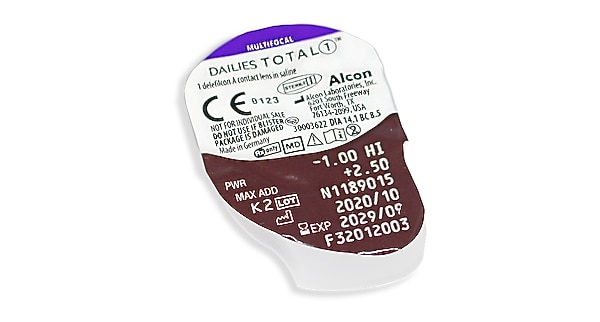 MULTIFOCAL
DAILIES TOTAL 1™
1 delefilcon A contact lens in saline
STERILE
Alcon
CE 0123
Alcon Laboratories, Inc.
6201 South Freeway
Fort Worth, TX
76134-2099, USA
NOT FOR INDIVIDUAL SALE
DO NOT USE IF BLISTER
PACKAGE IS DAMAGED
Made in Germany
30003622 DIA 14.1 BC 8.5
Rx only MD 2
PWR -1.00 HI
MAX ADD +2.50
K2 LOT N1189015
2020/10
EXP 2029/09
F32012003